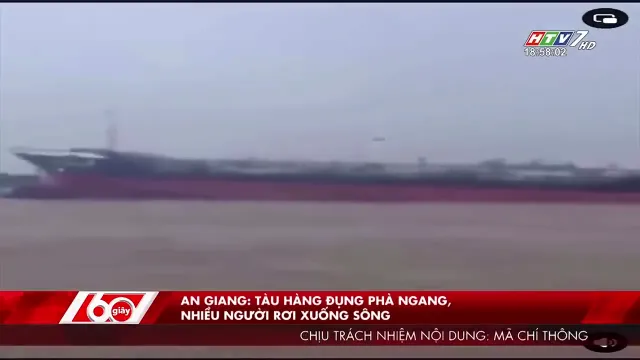 HTV7 HD
18:58:02
60 giây
AN GIANG: TÀU HÀNG ĐỤNG PHÀ NGANG,
NHIỀU NGƯỜI RƠI XUỐNG SÔNG
CHỊU TRÁCH NHIỆM NỘI DUNG: MÃ CHÍ THÔNG